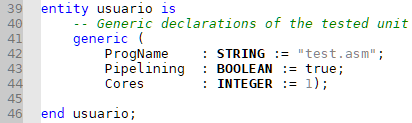 39 entity usuario is
40     -- Generic declarations of the tested unit
41     generic (
42         ProgName    : STRING := "test.asm";
43         Pipelining  : BOOLEAN := true;
44         Cores       : INTEGER := 1);
45
46 end usuario;